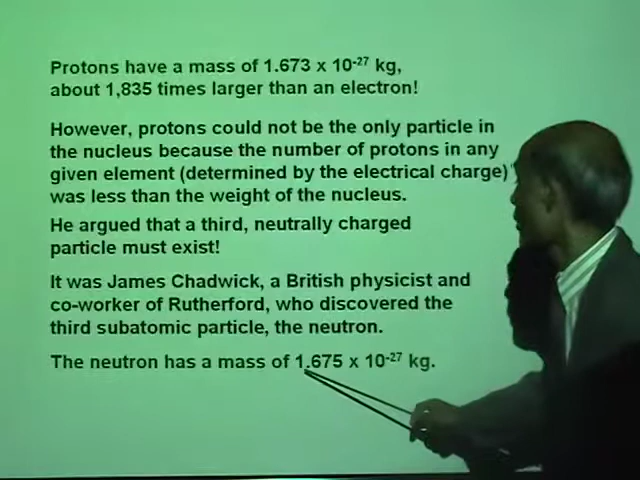 Protons have a mass of 1.673 x 10⁻²⁷ kg,
about 1,835 times larger than an electron!
However, protons could not be the only particle in
the nucleus because the number of protons in any
given element (determined by the electrical charge)
was less than the weight of the nucleus.
He argued that a third, neutrally charged
particle must exist!
It was James Chadwick, a British physicist and
co-worker of Rutherford, who discovered the
third subatomic particle, the neutron.
The neutron has a mass of 1.675 x 10⁻²⁷ kg.